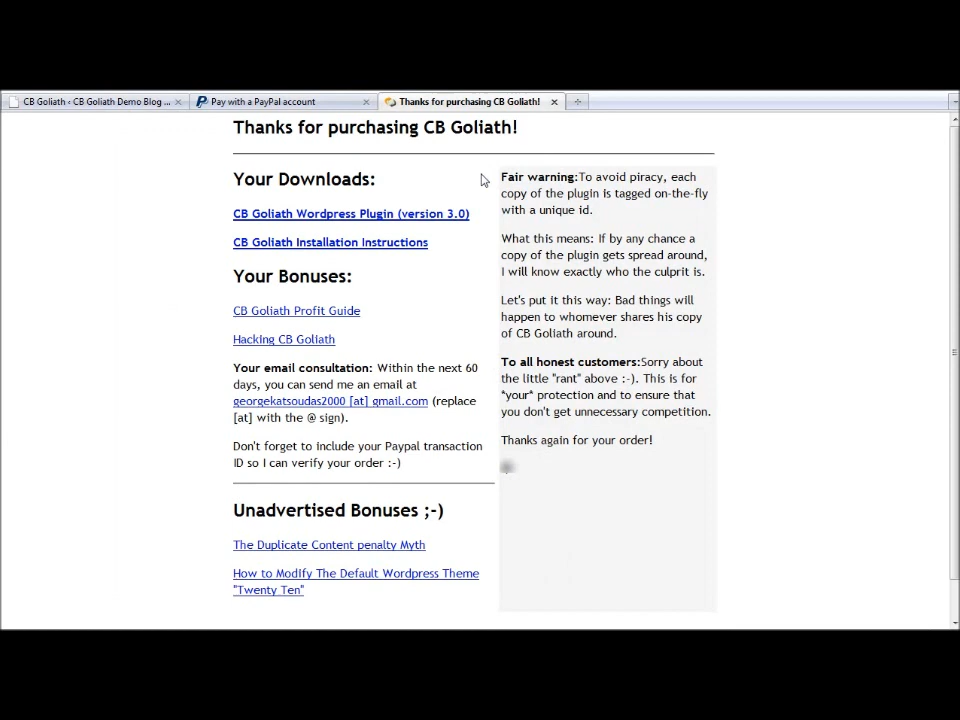 CB Goliath ‹ CB Goliath Demo Blog ...
Pay with a PayPal account
Thanks for purchasing CB Goliath!
Thanks for purchasing CB Goliath!
Your Downloads:
CB Goliath Wordpress Plugin (version 3.0)
CB Goliath Installation Instructions
Your Bonuses:
CB Goliath Profit Guide
Hacking CB Goliath
Your email consultation: Within the next 60
days, you can send me an email at
georgekatsoudas2000 [at] gmail.com (replace
[at] with the @ sign).
Don't forget to include your Paypal transaction
ID so I can verify your order :-)
Unadvertised Bonuses ;-)
The Duplicate Content penalty Myth
How to Modify The Default Wordpress Theme
"Twenty Ten"
Fair warning:To avoid piracy, each
copy of the plugin is tagged on-the-fly
with a unique id.
What this means: If by any chance a
copy of the plugin gets spread around,
I will know exactly who the culprit is.
Let's put it this way: Bad things will
happen to whomever shares his copy
of CB Goliath around.
To all honest customers:Sorry about
the little "rant" above :-). This is for
*your* protection and to ensure that
you don't get unnecessary competition.
Thanks again for your order!